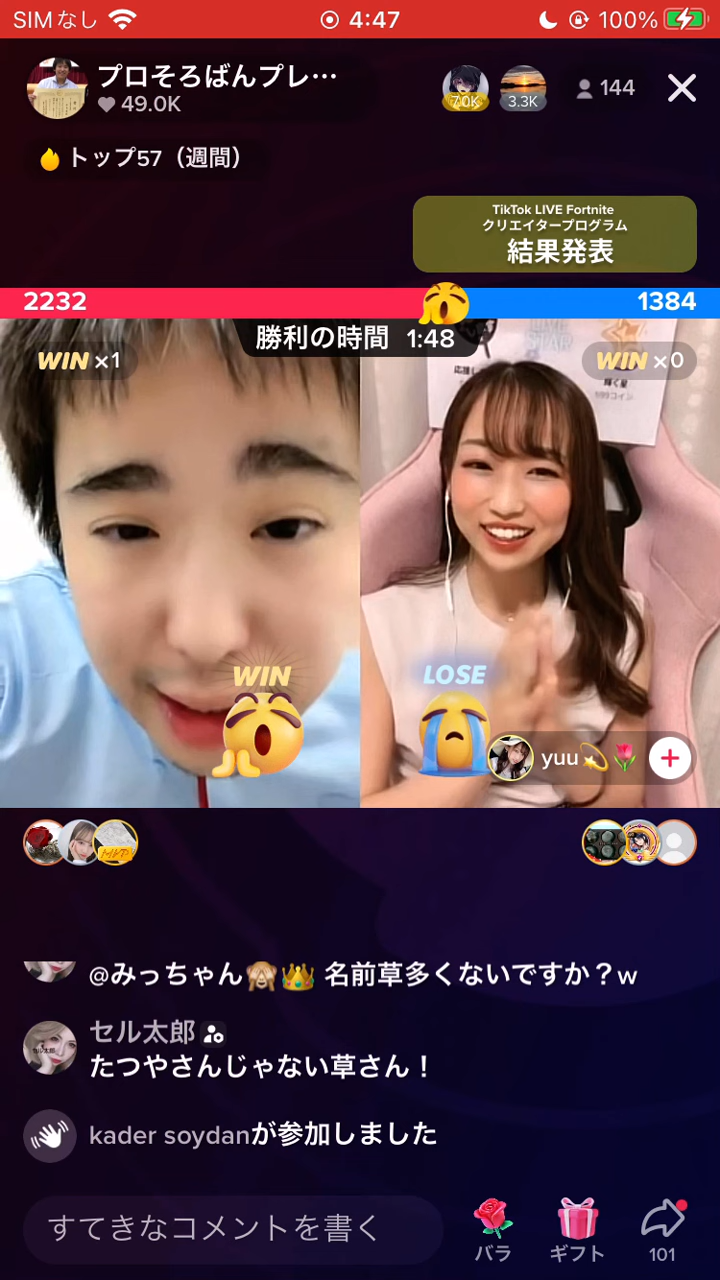 SIMなし
4:47
100%
プロそろばんプレ…
49.0K
7.0K
3.3K
144
トップ57（週間）
TikTok LIVE Fortnite
クリエイタープログラム
結果発表
2232
1384
勝利の時間 1:48
WIN ×1
WIN ×0
LIVE
STAR
輝く星
WIN
LOSE
yuu💫🌷
@みっちゃん🙈👑 名前草多くないですか？w
セル太郎
たつやさんじゃない草さん！
kader soydanが参加しました
すてきなコメントを書く
バラ
ギフト
101